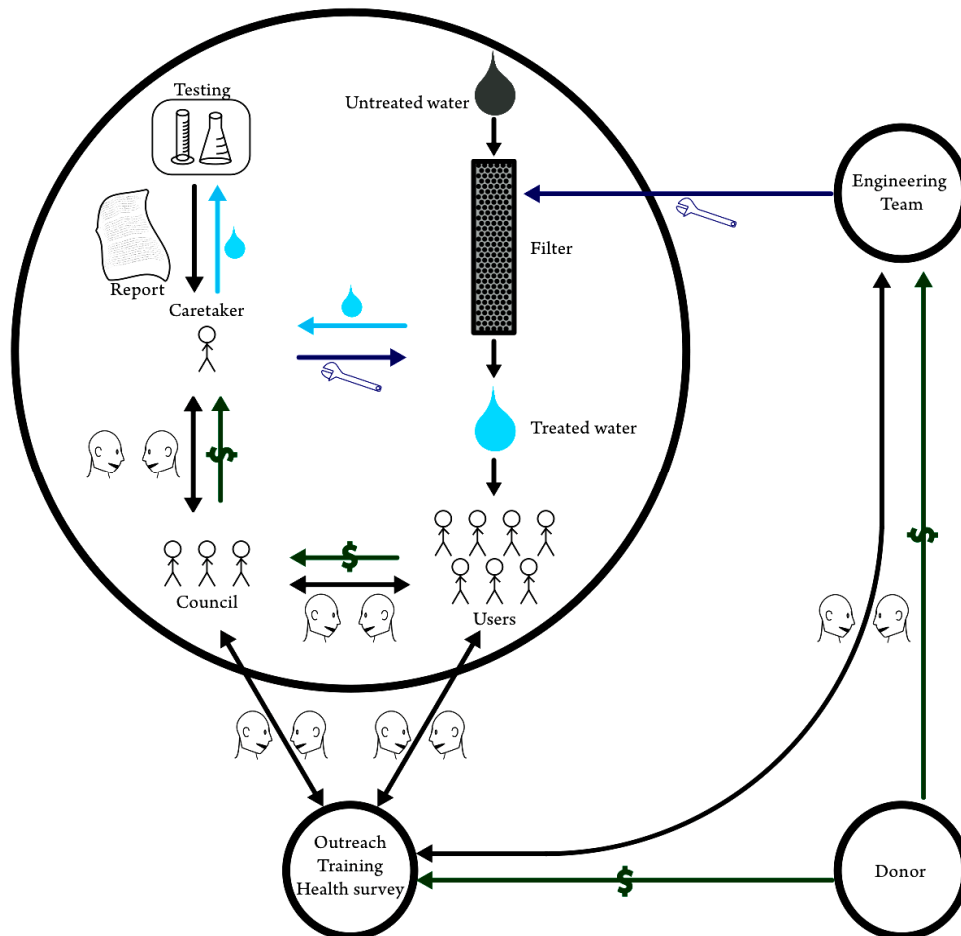 Testing
Untreated water
Engineering
Team
Filter
Report
Caretaker
Treated water
$
$
$
Council
Users
Outreach
Training
Health survey
Donor
$